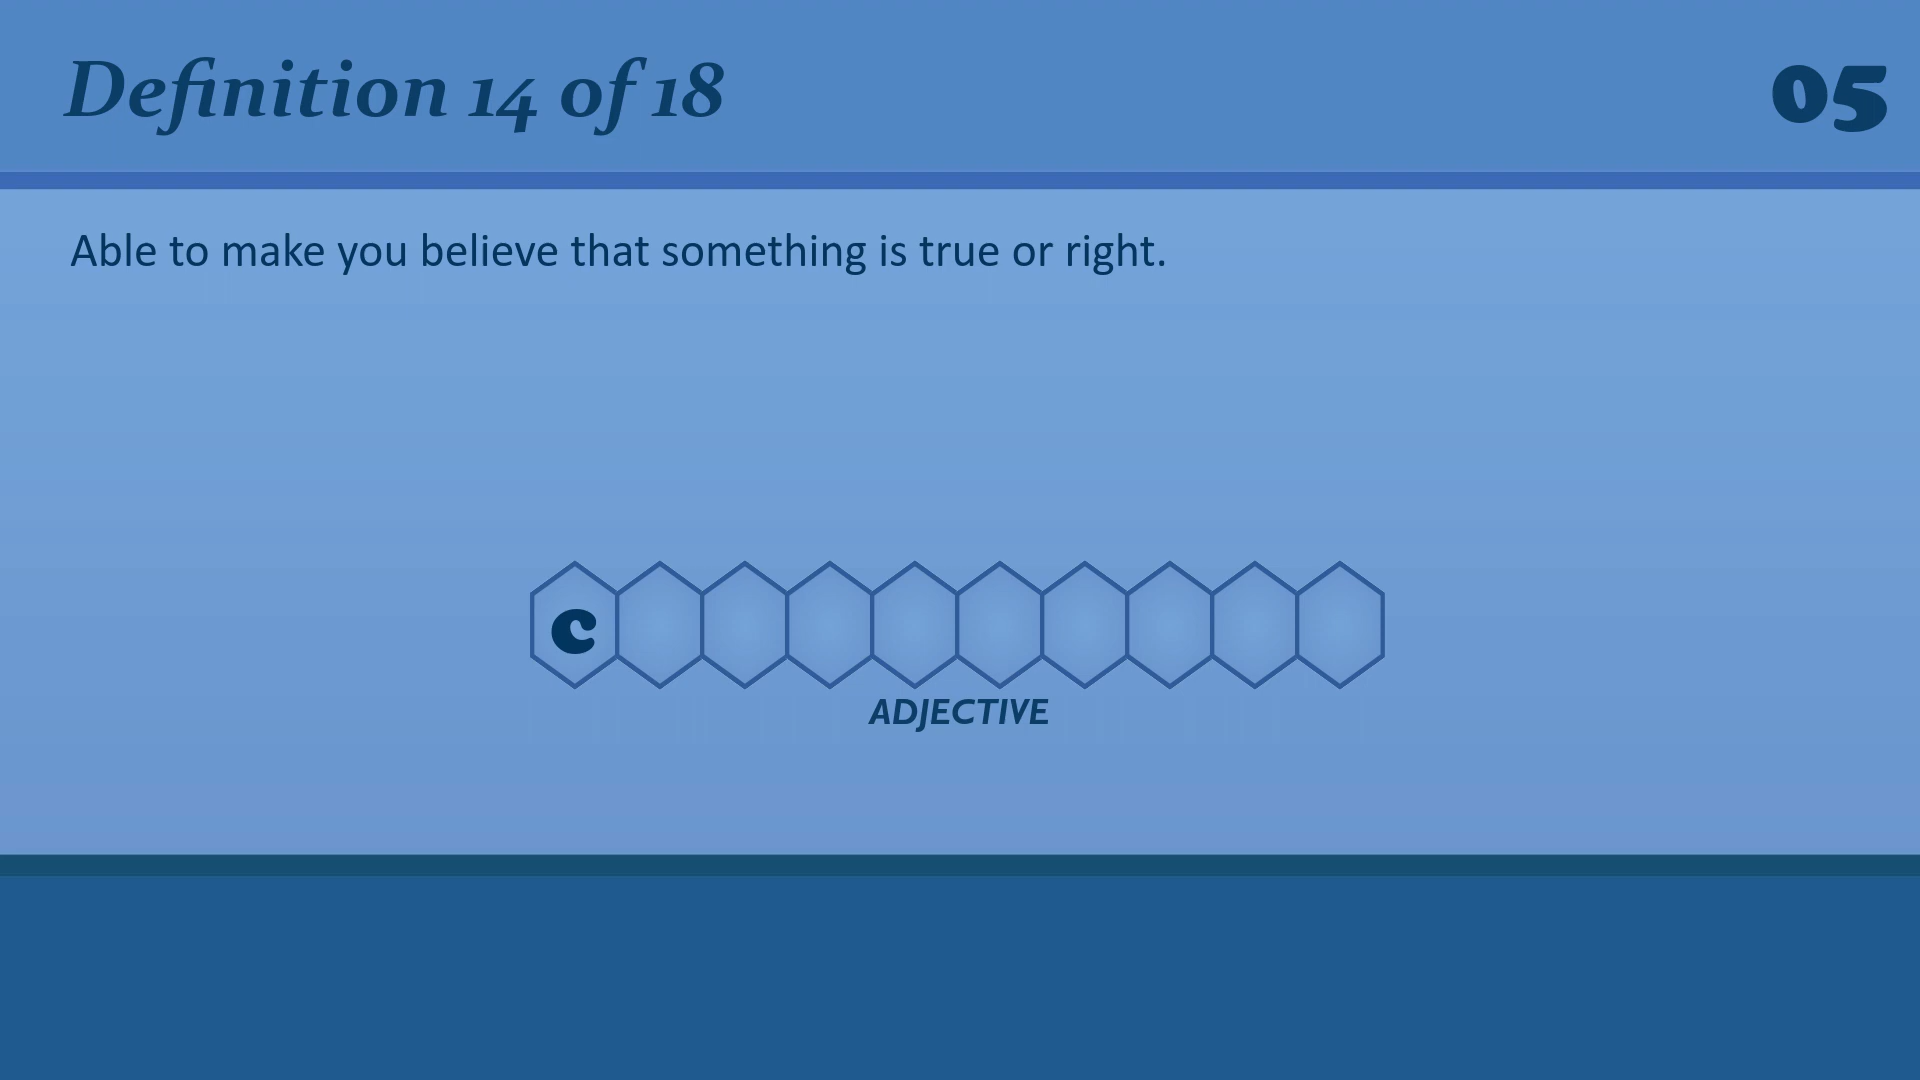 Definition 14 of 18
05
Able to make you believe that something is true or right.
c
ADJECTIVE